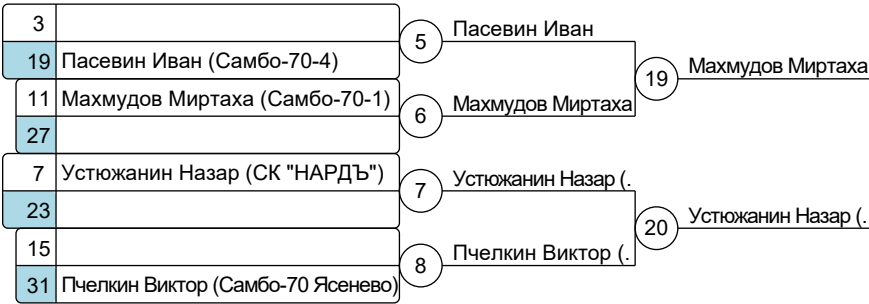 3
5
Пасевин Иван
19 Пасевин Иван (Самбо-70-4)
19
Махмудов Миртаха
11 Махмудов Миртаха (Самбо-70-1)
6
Махмудов Миртаха
27
7 Устюжанин Назар (СК "НАРДЪ")
7
Устюжанин Назар (.
23
20
Устюжанин Назар (.
15
8
Пчелкин Виктор (.
31 Пчелкин Виктор (Самбо-70 Ясенево)